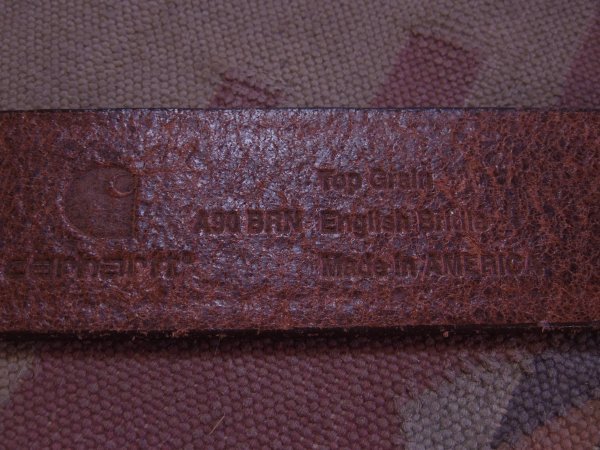 Top Grain
A90 BRN English Bridle
carhartt® Made in AMERICA